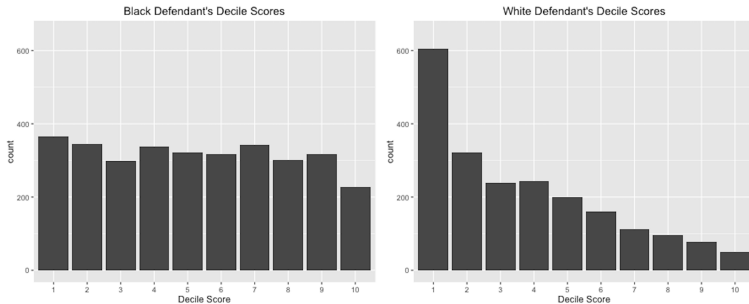 Black Defendant's Decile Scores
600
400
200
0
count
1 2 3 4 5 6 7 8 9 10
Decile Score
White Defendant's Decile Scores
600
400
200
0
count
1 2 3 4 5 6 7 8 9 10
Decile Score